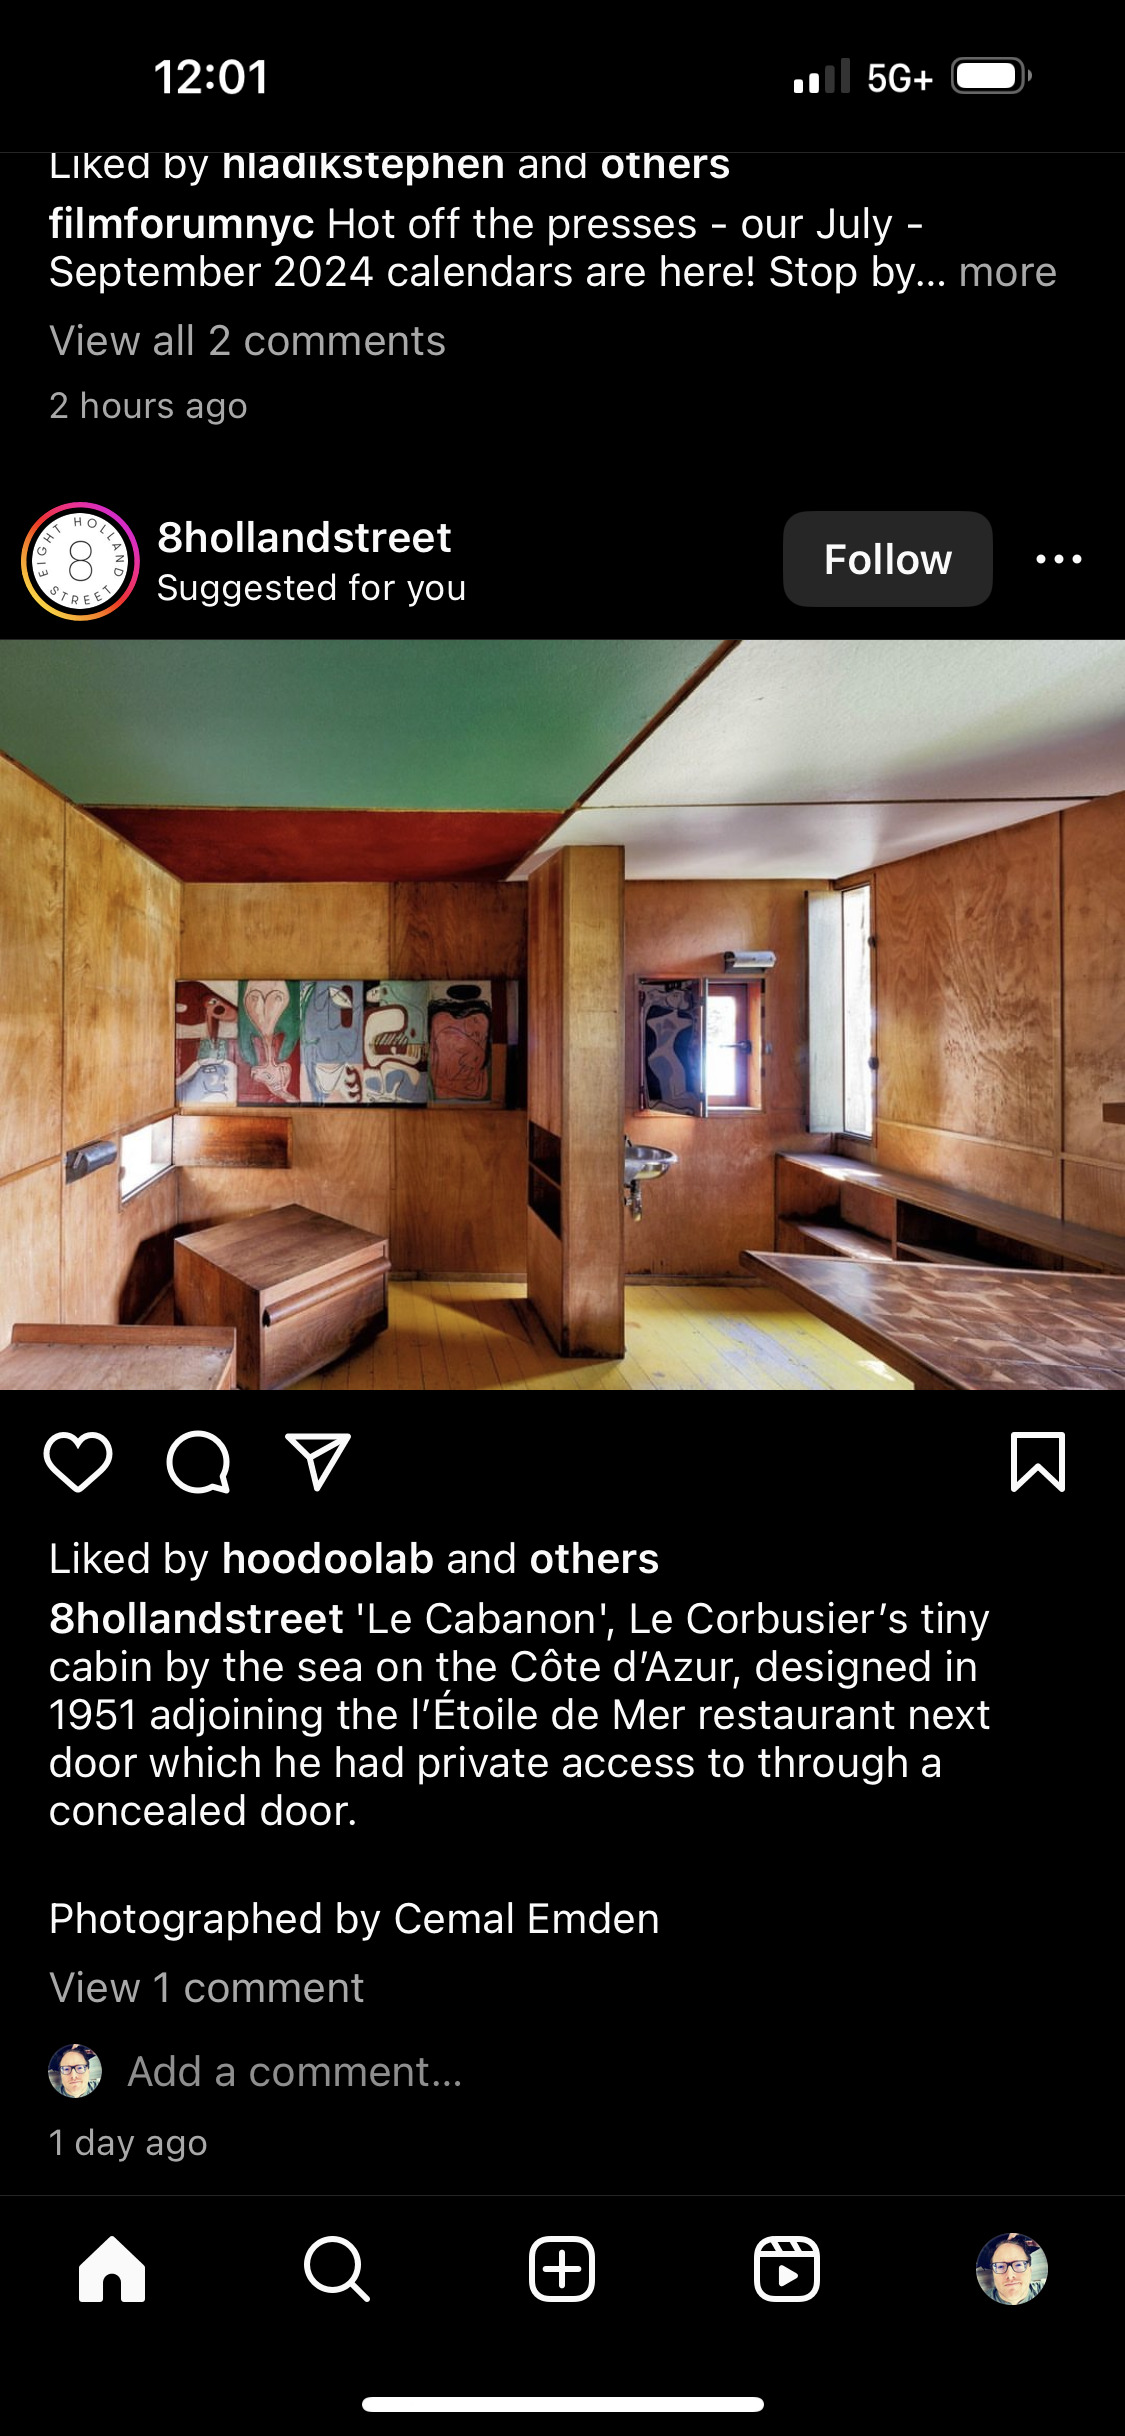 12:01
5G+
Liked by hladikstephen and others
filmforumnyc Hot off the presses - our July -
September 2024 calendars are here! Stop by... more
View all 2 comments
2 hours ago
EIGHT HOLLAND STREET
8
8hollandstreet
Suggested for you
Follow
Liked by hoodoolab and others
8hollandstreet 'Le Cabanon', Le Corbusier’s tiny
cabin by the sea on the Côte d’Azur, designed in
1951 adjoining the l’Étoile de Mer restaurant next
door which he had private access to through a
concealed door.
Photographed by Cemal Emden
View 1 comment
Add a comment...
1 day ago